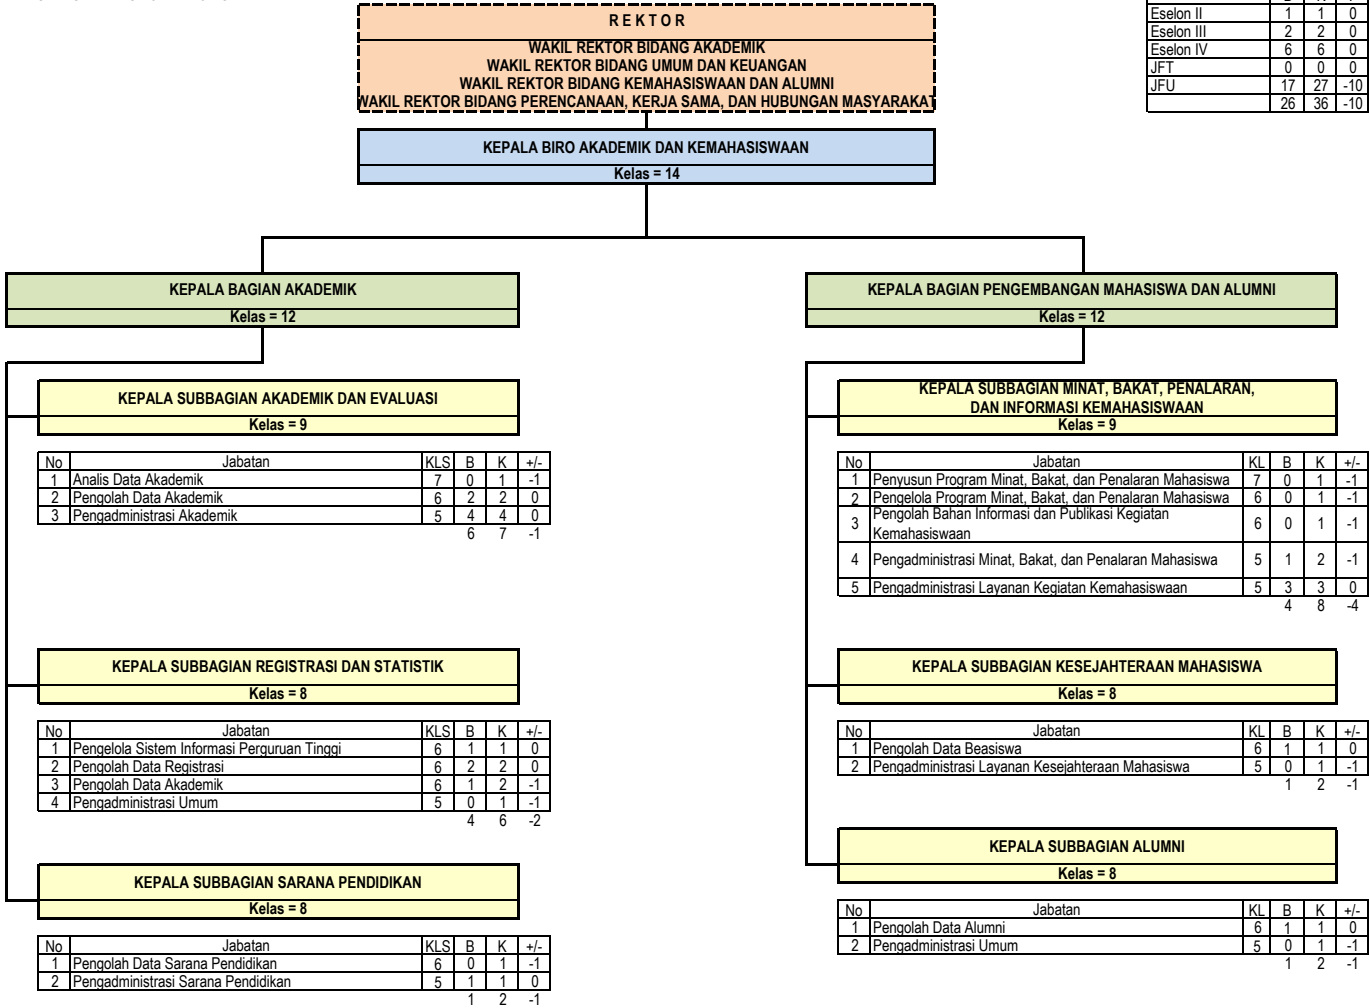 R E K T O R
WAKIL REKTOR BIDANG AKADEMIK
WAKIL REKTOR BIDANG UMUM DAN KEUANGAN
WAKIL REKTOR BIDANG KEMAHASISWAAN DAN ALUMNI
WAKIL REKTOR BIDANG PERENCANAAN, KERJA SAMA, DAN HUBUNGAN MASYARAKAT
Eselon II 1 1 0
Eselon III 2 2 0
Eselon IV 6 6 0
JFT 0 0 0
JFU 17 27 -10
26 36 -10
KEPALA BIRO AKADEMIK DAN KEMAHASISWAAN
Kelas = 14
KEPALA BAGIAN AKADEMIK
Kelas = 12
KEPALA SUBBAGIAN AKADEMIK DAN EVALUASI
Kelas = 9
No Jabatan KLS B K +/-
1 Analis Data Akademik 7 0 1 -1
2 Pengolah Data Akademik 6 2 2 0
3 Pengadministrasi Akademik 5 4 4 0
6 7 -1
KEPALA SUBBAGIAN REGISTRASI DAN STATISTIK
Kelas = 8
No Jabatan KLS B K +/-
1 Pengelola Sistem Informasi Perguruan Tinggi 6 1 1 0
2 Pengolah Data Registrasi 6 2 2 0
3 Pengolah Data Akademik 6 1 2 -1
4 Pengadministrasi Umum 5 0 1 -1
4 6 -2
KEPALA SUBBAGIAN SARANA PENDIDIKAN
Kelas = 8
No Jabatan KLS B K +/-
1 Pengolah Data Sarana Pendidikan 6 0 1 -1
2 Pengadministrasi Sarana Pendidikan 5 1 1 0
1 2 -1
KEPALA BAGIAN PENGEMBANGAN MAHASISWA DAN ALUMNI
Kelas = 12
KEPALA SUBBAGIAN MINAT, BAKAT, PENALARAN,
DAN INFORMASI KEMAHASISWAAN
Kelas = 9
No Jabatan KL B K +/-
1 Penyusun Program Minat, Bakat, dan Penalaran Mahasiswa 7 0 1 -1
2 Pengelola Program Minat, Bakat, dan Penalaran Mahasiswa 6 0 1 -1
3 Pengolah Bahan Informasi dan Publikasi Kegiatan
Kemahasiswaan 6 0 1 -1
4 Pengadministrasi Minat, Bakat, dan Penalaran Mahasiswa 5 1 2 -1
5 Pengadministrasi Layanan Kegiatan Kemahasiswaan 5 3 3 0
4 8 -4
KEPALA SUBBAGIAN KESEJAHTERAAN MAHASISWA
Kelas = 8
No Jabatan KL B K +/-
1 Pengolah Data Beasiswa 6 1 1 0
2 Pengadministrasi Layanan Kesejahteraan Mahasiswa 5 0 1 -1
1 2 -1
KEPALA SUBBAGIAN ALUMNI
Kelas = 8
No Jabatan KL B K +/-
1 Pengolah Data Alumni 6 1 1 0
2 Pengadministrasi Umum 5 0 1 -1
1 2 -1